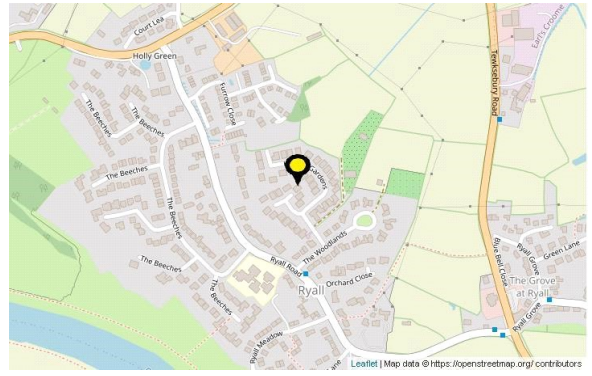 Court Lea
Holly Green
Tewkesbury Road
Earl's Croome
Furrow Close
The Beeches
The Beeches
The Beeches
Gardens
The Beeches
The Woodlands
Blue Bell Close
Ryall Grove
Green Lane
The Beeches
Ryall Road
Ryall
Orchard Close
The Grove
at Ryall
The Beeches
Ryall Grove
Ryall Meadow
Lane
Leaflet | Map data © https://openstreetmap.org/ contributors